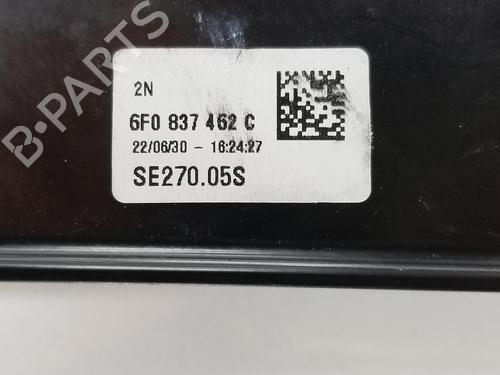 B-PARTS
2N
6F0 837 462 C
22/06/30 - 16:24:27
SE270.05S